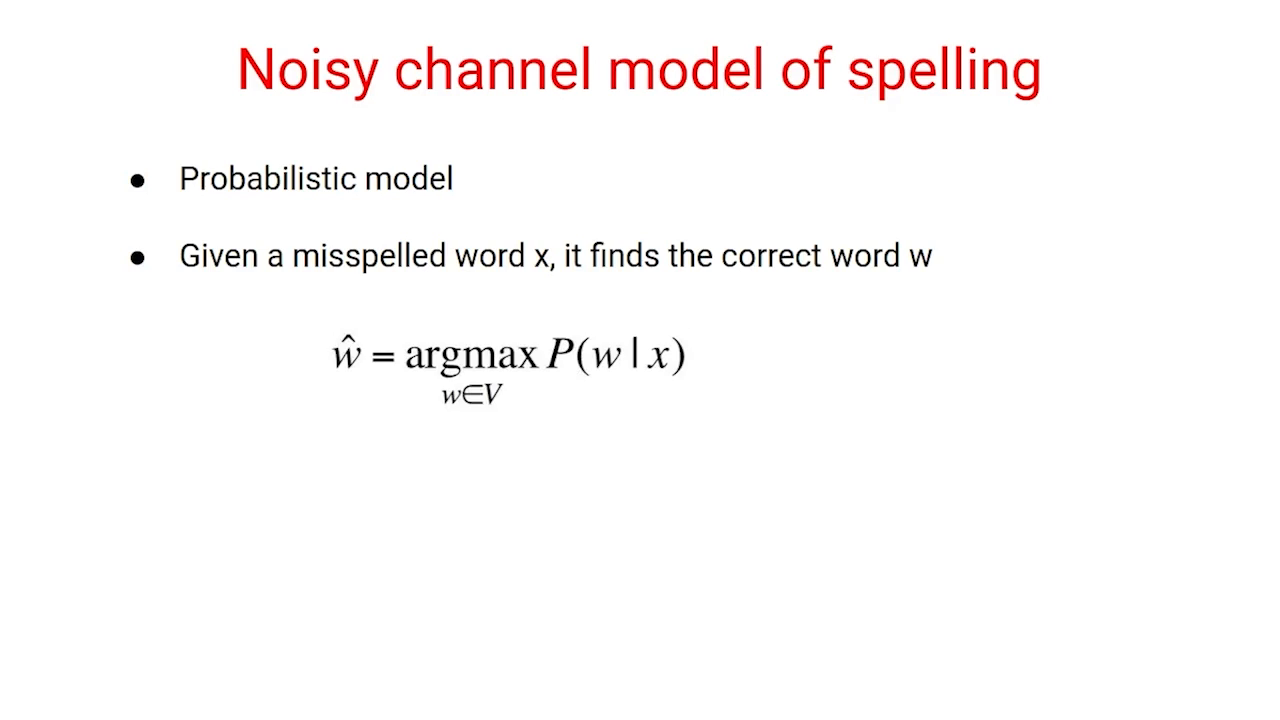 Noisy channel model of spelling
● Probabilistic model
● Given a misspelled word x, it finds the correct word w
ŵ = argmax P(w | x)
w∈V